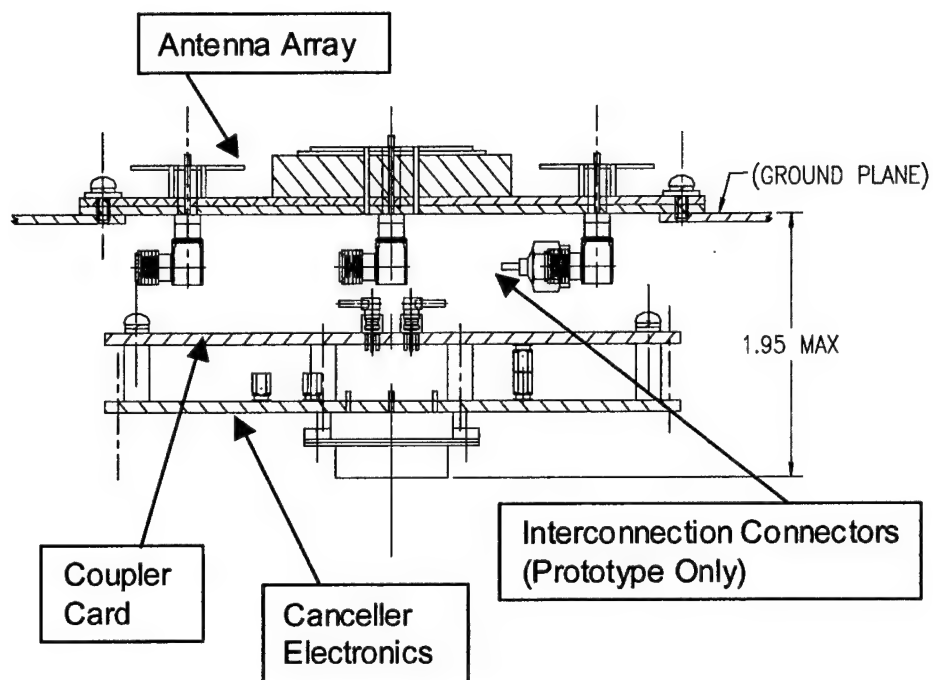 Antenna Array
(GROUND PLANE)
1.95 MAX
Interconnection Connectors
(Prototype Only)
Coupler
Card
Canceller
Electronics